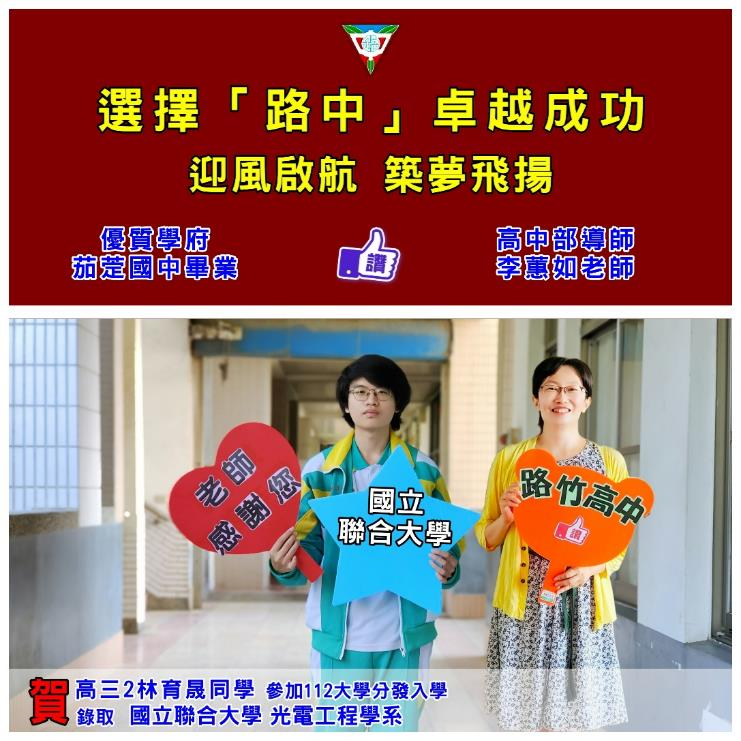 選擇「路中」卓越成功
迎風啟航 築夢飛揚
優質學府
茄萣國中畢業
讚
高中部導師
李蕙如老師
老師
感謝您
國立
聯合大學
路竹高中
讚
賀
高三2林育晟同學 參加112大學分發入學
錄取 國立聯合大學 光電工程學系